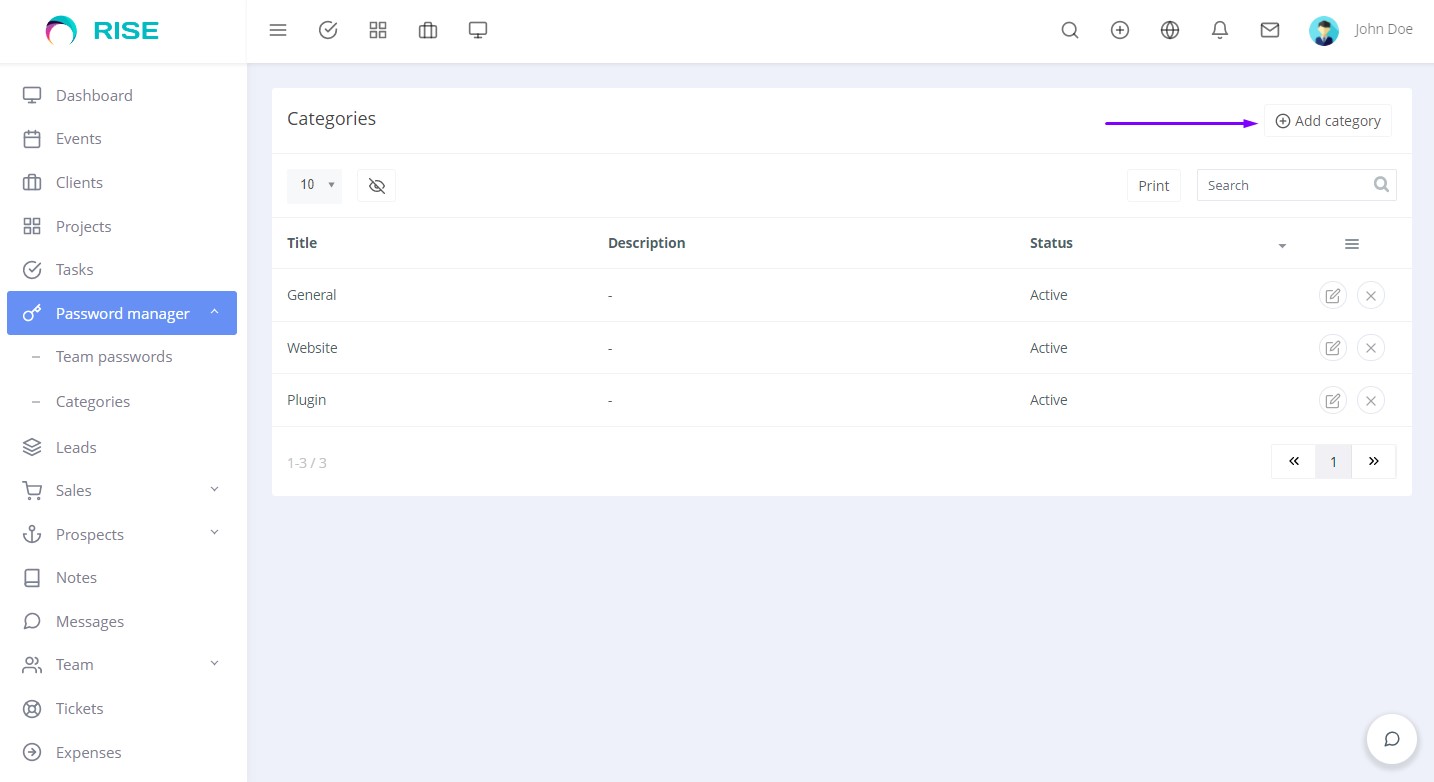 RISE
John Doe
Dashboard
Events
Clients
Projects
Tasks
Password manager
Team passwords
Categories
Leads
Sales
Prospects
Notes
Messages
Team
Tickets
Expenses
Categories
Add category
10
Print
Search
Title Description Status
General - Active
Website - Active
Plugin - Active
1-3 / 3
« 1 »